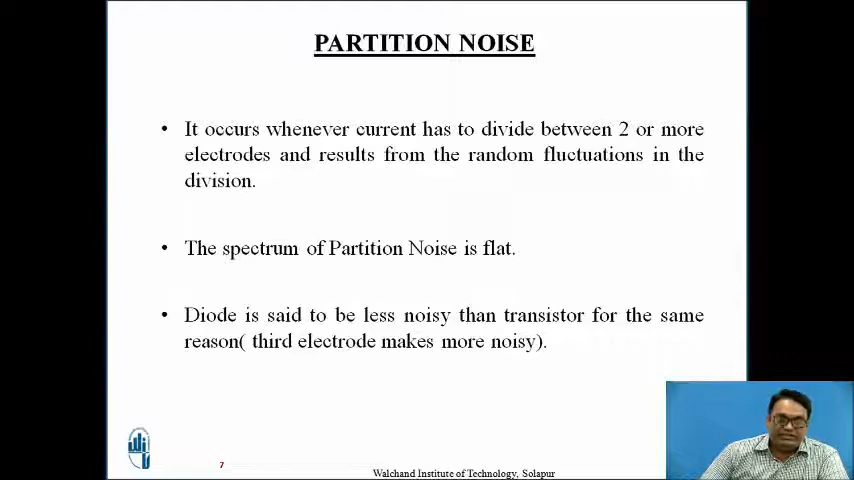 PARTITION NOISE
• It occurs whenever current has to divide between 2 or more
electrodes and results from the random fluctuations in the
division.
• The spectrum of Partition Noise is flat.
• Diode is said to be less noisy than transistor for the same
reason( third electrode makes more noisy).
7
Walchand Institute of Technology, Solapur